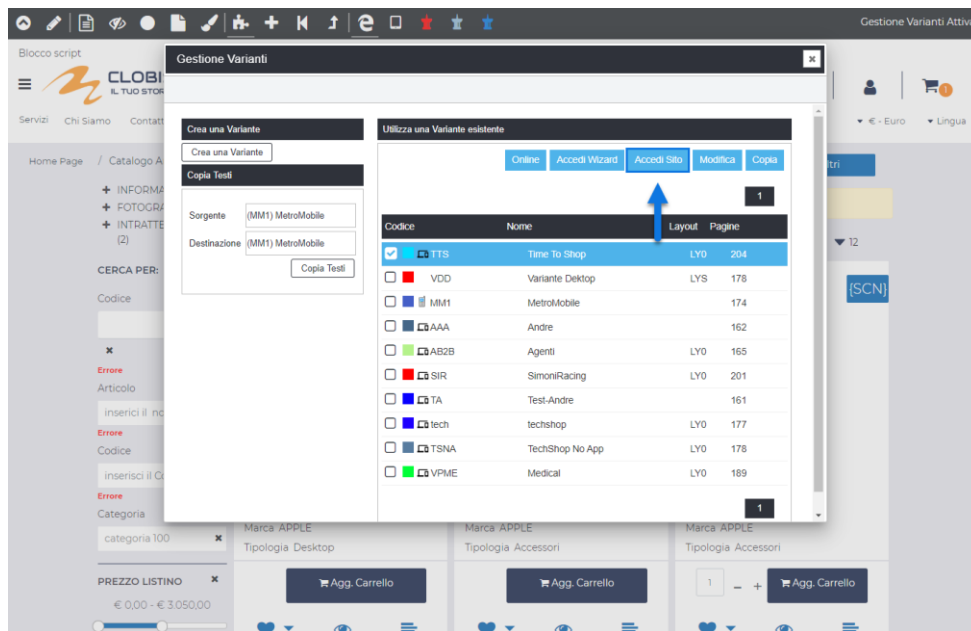 Gestione Varianti Attiva
Blocco script
Gestione Varianti
CLOBI
IL TUO STOR
Servizi Chi Siamo Contatt
€ - Euro Lingua
1
Crea una Variante
Crea una Variante
Copia Testi
Sorgente (MM1) MetroMobile
Destinazione (MM1) MetroMobile
Copia Testi
Utilizza una Variante esistente
Online Accedi Wizard Accedi Sito Modifica Copia
1
Codice Nome Layout Pagine
TTS Time To Shop LY0 204
VDD Variante Dektop LYS 178
MM1 MetroMobile 174
AAA Andre 162
AB2B Agenti LY0 165
SIR SimoniRacing LY0 201
TA Test-Andre 161
tech techshop LY0 177
TSNA TechShop No App LY0 178
VPME Medical LY0 189
1
Home Page / Catalogo A
ltri
+ INFORMA
+ FOTOGRA
+ INTRATTE
(2)
12
{SCN}
CERCA PER:
Codice
Errore
Articolo
inserici il no
Errore
Codice
inserisci il Co
Errore
Categoria
categoria 100
PREZZO LISTINO
€ 0,00 - € 3.050,00
Marca APPLE
Tipologia Desktop
Agg. Carrello
Marca APPLE
Tipologia Accessori
Agg. Carrello
Marca APPLE
Tipologia Accessori
1 - + Agg. Carrello